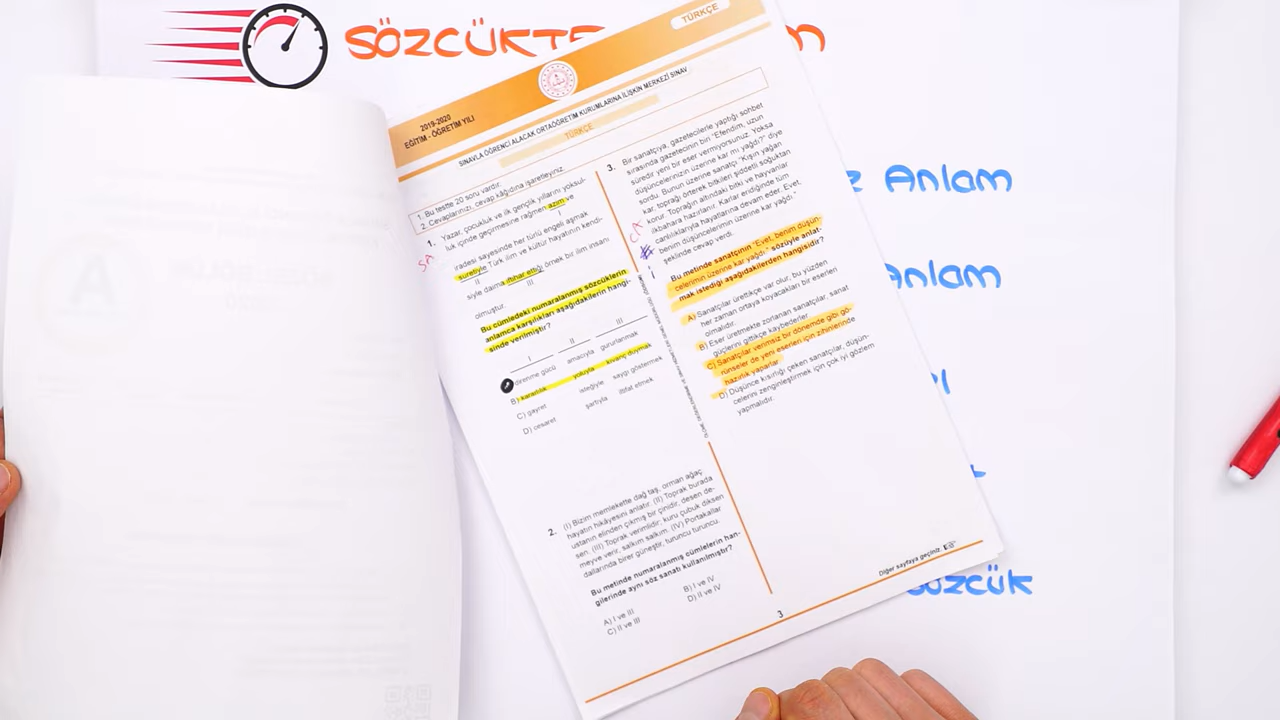 SÖZCÜKTE
m
z Anlam
Anlam
SÖZCÜK
TÜRKÇE
2019-2020
EĞİTİM - ÖĞRETİM YILI
SINAVLA ÖĞRENCİ ALACAK ORTAÖĞRETİM KURUMLARINA İLİŞKİN MERKEZÎ SINAV
TÜRKÇE
1. Bu testte 20 soru vardır.
2. Cevaplarınızı, cevap kâğıdına işaretleyiniz.
SA
1. Yazar, çocukluk ve ilk gençlik yıllarını yoksul-
luk içinde geçirmesine rağmen azim ve
I
iradesi sayesinde her türlü engeli aşmak
suretiyle Türk ilim ve kültür hayatının kendi-
II
siyle daima iftihar ettiği örnek bir ilim insanı
III
olmuştur.
Bu cümledeki numaralanmış sözcüklerin
anlamca karşılıkları aşağıdakilerin hangi-
sinde verilmiştir?
I II III
direnme gücü amacıyla gururlanmak
B) kararlılık yoluyla kıvanç duymak
C) gayret isteğiyle saygı göstermek
D) cesaret şartıyla iltifat etmek
2. (I) Bizim memlekette dağ taş, orman ağaç
hayatın hikâyesini anlatır. (II) Toprak burada
ustanın elinden çıkmış bir çinidir; desen de-
sen. (III) Toprak verimlidir; kuru çubuk diksen
meyve verir, salkım salkım. (IV) Portakallar
dallarında birer güneştir, turuncu turuncu.
Bu metinde numaralanmış cümlelerin han-
gilerinde aynı söz sanatı kullanılmıştır?
A) I ve III B) I ve IV
C) II ve III D) II ve IV
CA
3. Bir sanatçıya, gazetecilerle yaptığı sohbet
sırasında gazetecinin biri "Efendim, uzun
süredir yeni bir eser vermiyorsunuz. Yoksa
düşüncelerinizin üzerine kar mı yağdı?" diye
sordu. Bunun üzerine sanatçı "Kışın yağan
kar, toprağı örterek bitkileri şiddetli soğuktan
korur. Toprağın altındaki bitki ve hayvanlar
ilkbahara hazırlanır. Karlar eridiğinde tüm
canlılıklarıyla hayatlarına devam eder. Evet,
benim düşüncelerimin üzerine kar yağdı."
şeklinde cevap verdi.
Bu metinde sanatçının "Evet, benim düşün-
celerimin üzerine kar yağdı." sözüyle anlat-
mak istediği aşağıdakilerden hangisidir?
A) Sanatçılar ürettikçe var olur, bu yüzden
her zaman ortaya koyacakları bir eserleri
olmalıdır.
B) Eser üretmekte zorlanan sanatçılar, sanat
güçlerini gittikçe kaybederler.
C) Sanatçılar verimsiz bir dönemde gibi gö-
rünseler de yeni eserleri için zihinlerinde
hazırlık yaparlar.
D) Düşünce kısırlığı çeken sanatçılar, düşün-
celerini zenginleştirmek için çok iyi gözlem
yapmalıdır.
3
Diğer sayfaya geçiniz.